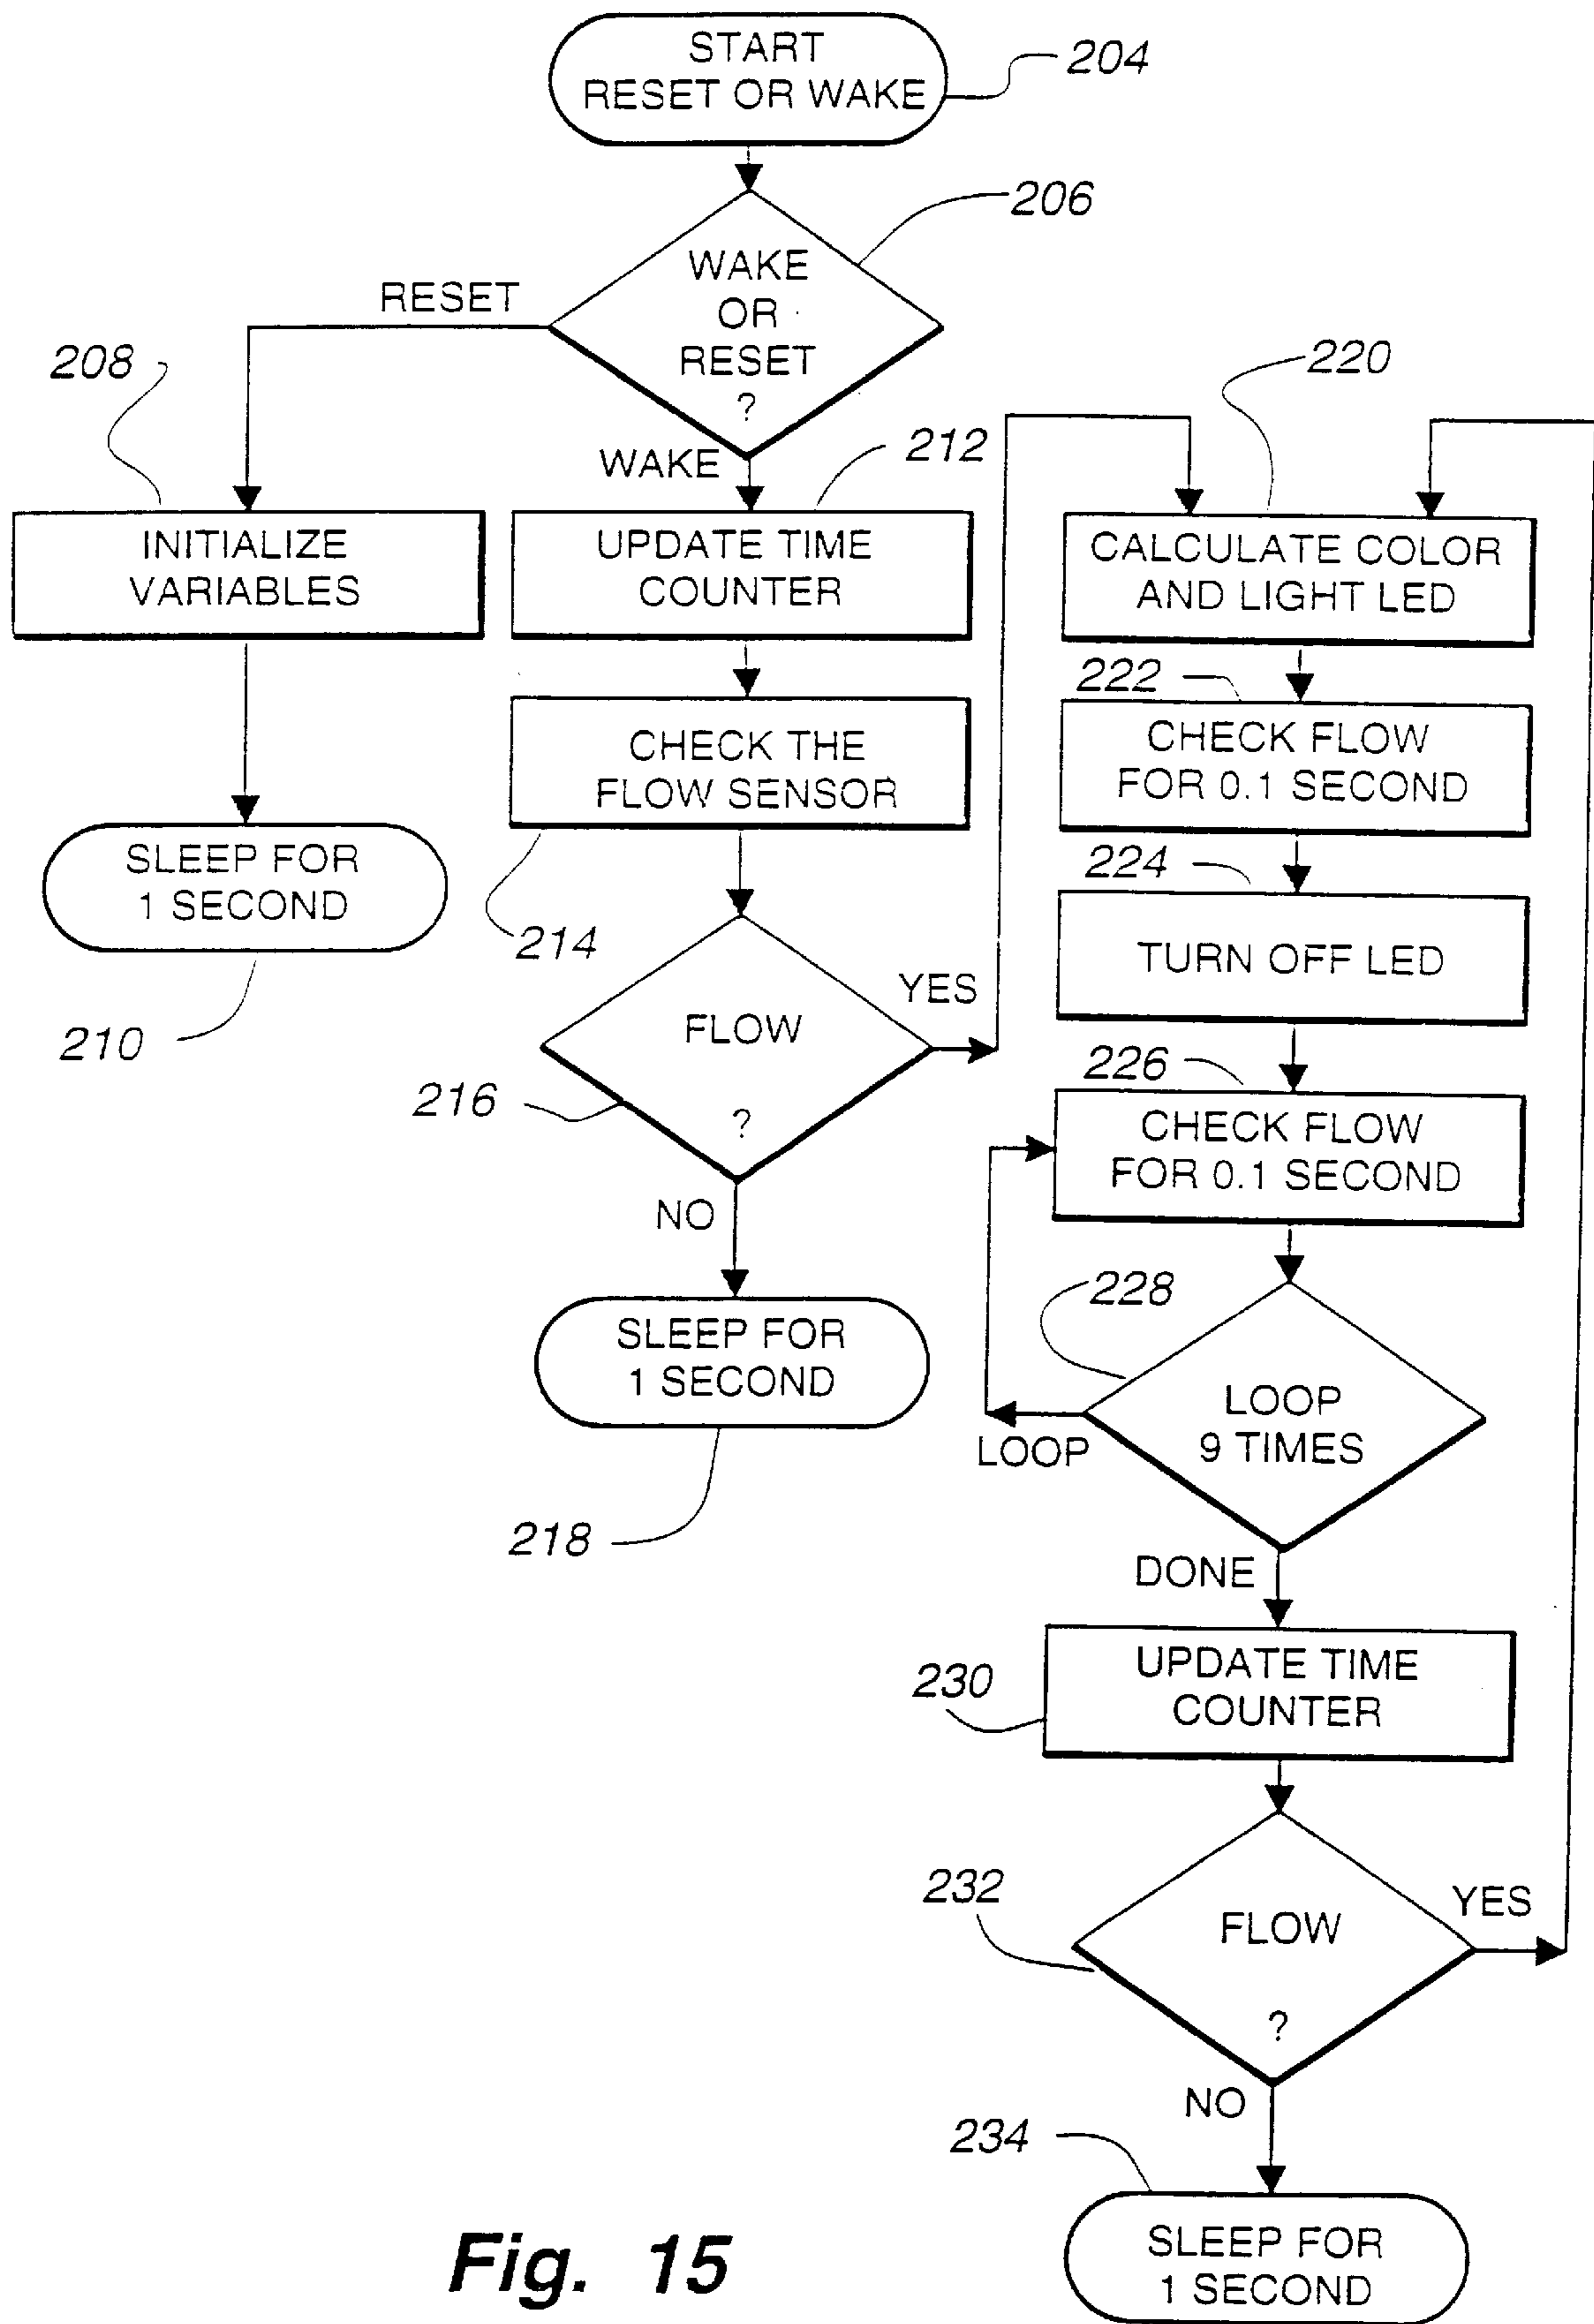 START
RESET OR WAKE
204
206
WAKE
OR
RESET
?
RESET
208
220
WAKE
212
INITIALIZE
VARIABLES
UPDATE TIME
COUNTER
CALCULATE COLOR
AND LIGHT LED
222
CHECK THE
FLOW SENSOR
CHECK FLOW
FOR 0.1 SECOND
SLEEP FOR
1 SECOND
224
214
TURN OFF LED
210
FLOW
?
YES
216
226
CHECK FLOW
FOR 0.1 SECOND
NO
228
SLEEP FOR
1 SECOND
LOOP
9 TIMES
LOOP
218
DONE
UPDATE TIME
COUNTER
230
232
FLOW
?
YES
NO
234
SLEEP FOR
1 SECOND
Fig. 15